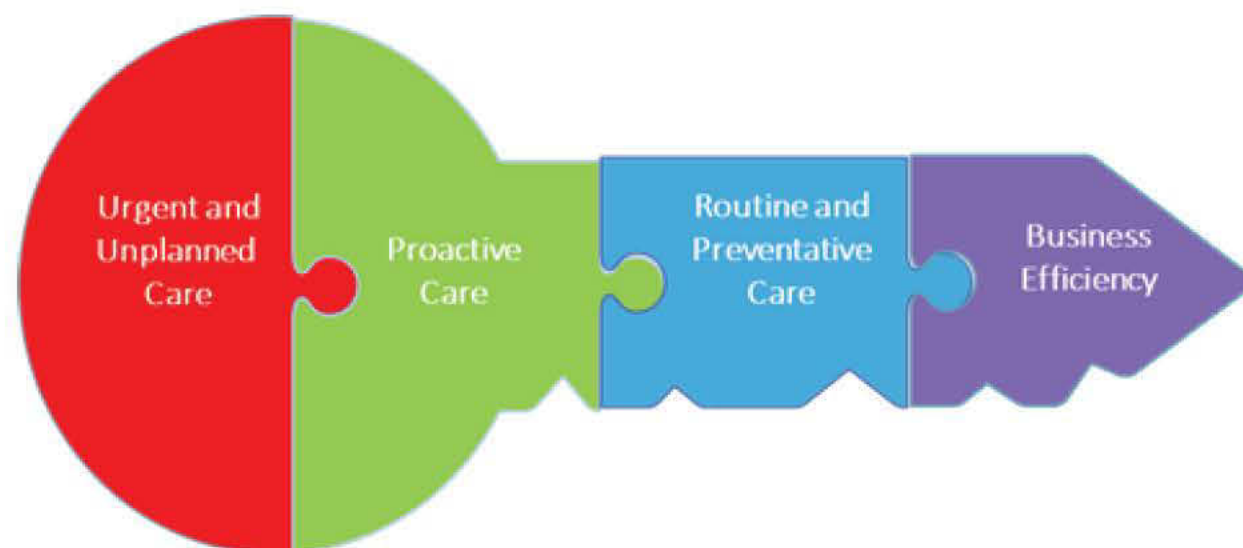 Urgent and
Unplanned
Care
Proactive
Care
Routine and
Preventative
Care
Business
Efficiency